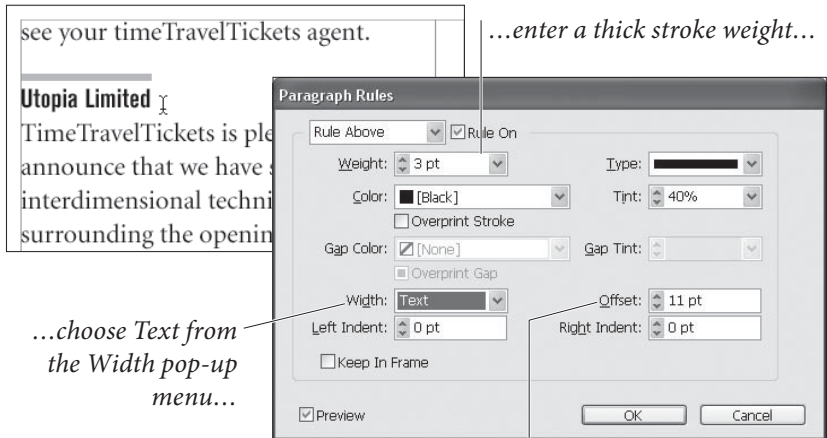 see your timeTravelTickets agent.
…enter a thick stroke weight…
Utopia Limited
TimeTravelTickets is ple
announce that we have s
interdimensional techni
surrounding the openin
Paragraph Rules
Rule Above Rule On
Weight: 3 pt Type:
Color: [Black] Tint: 40%
Overprint Stroke
Gap Color: [None] Gap Tint:
Overprint Gap
Width: Text Offset: 11 pt
Left Indent: 0 pt Right Indent: 0 pt
Keep In Frame
Preview OK Cancel
…choose Text from
the Width pop-up
menu…